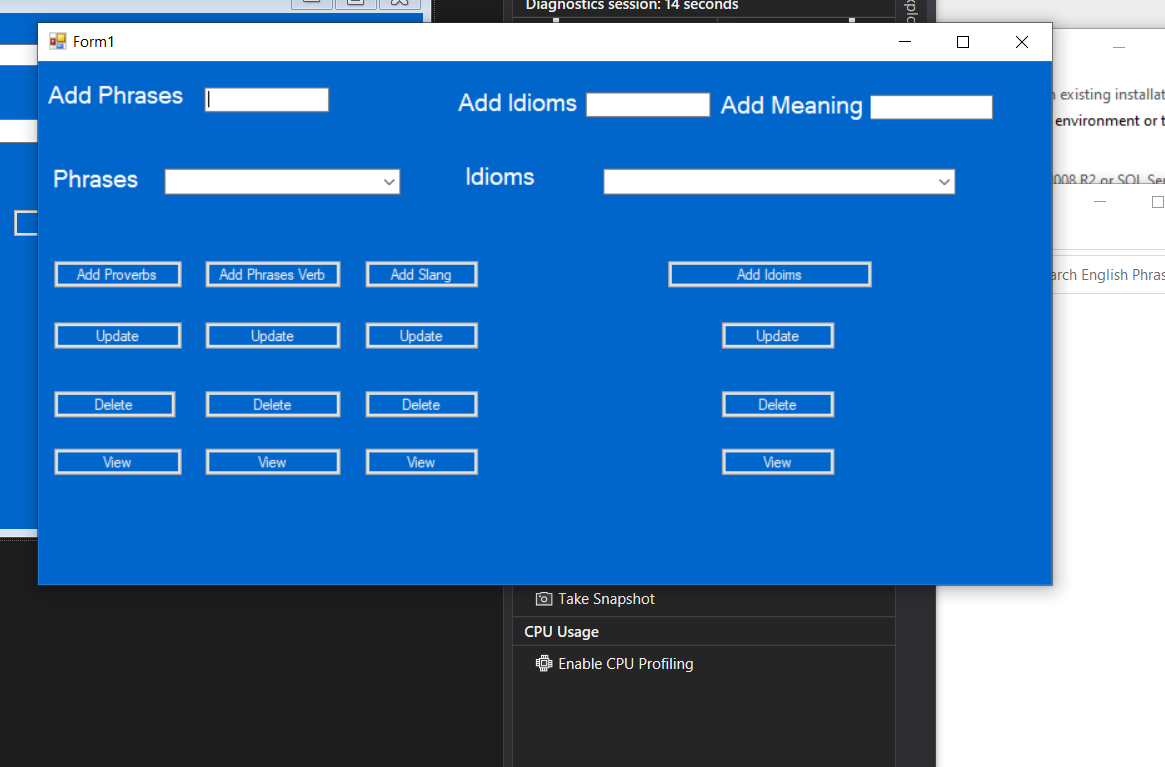 Diagnostics session: 14 seconds
Form1
Add Phrases
Add Idioms
Add Meaning
existing installat
environment or t
Phrases
Idioms
008 R2 or SQL Ser
Add Proverbs
Add Phrases Verb
Add Slang
Add Idoims
arch English Phras
Update
Update
Update
Update
Delete
Delete
Delete
Delete
View
View
View
View
Take Snapshot
CPU Usage
Enable CPU Profiling